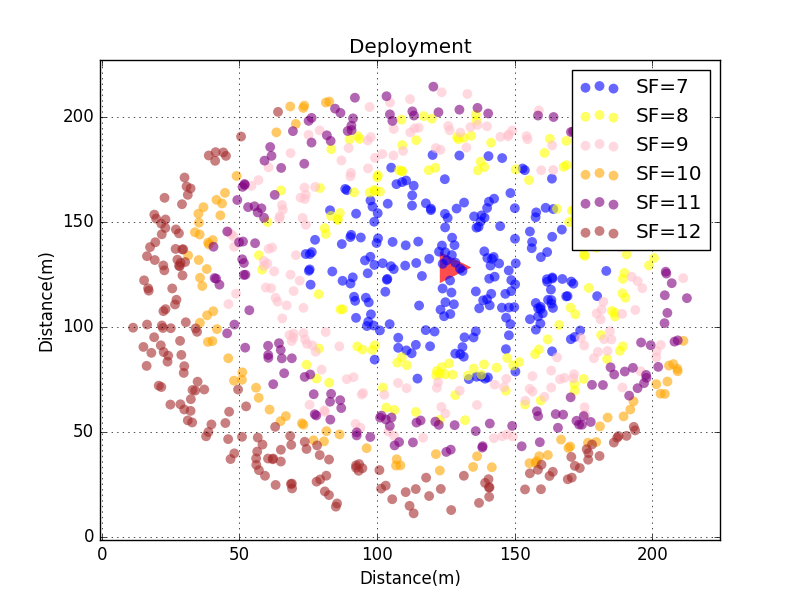 Deployment
SF=7
SF=8
SF=9
SF=10
SF=11
SF=12
200
150
100
50
0
Distance(m)
0
50
100
150
200
Distance(m)